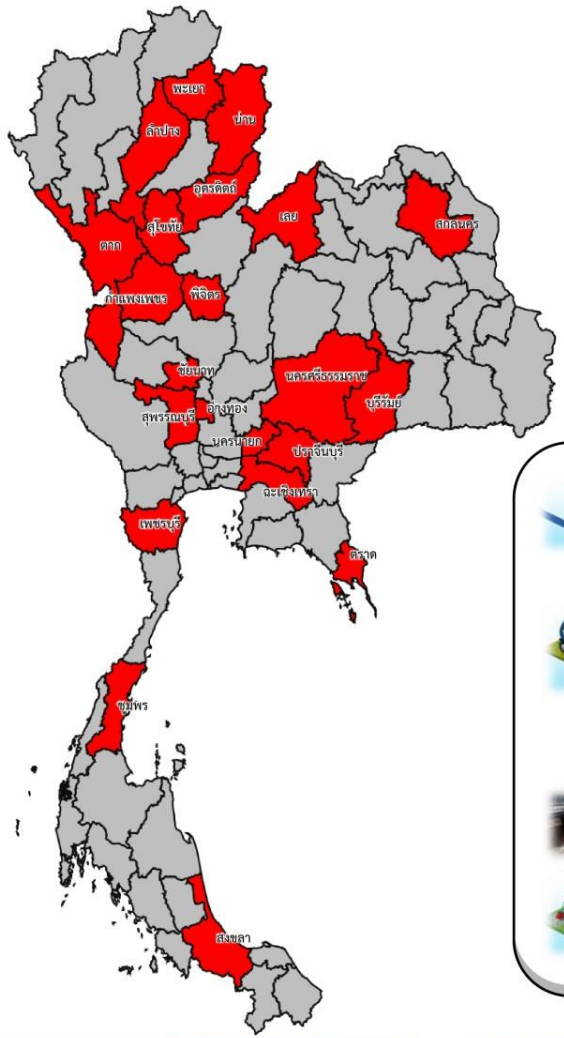 พะเยา
น่าน
ลำปาง
อุตรดิตถ์
เลย
สกลนคร
สุโขทัย
ตาก
กำแพงเพชร
พิจิตร
ชัยนาท
นครศรีธรรมราช
บุรีรัมย์
สุพรรณบุรี
อ่างทอง
นครนายก
ปราจีนบุรี
ฉะเชิงเทรา
เพชรบุรี
ตราด
ชุมพร
สงขลา